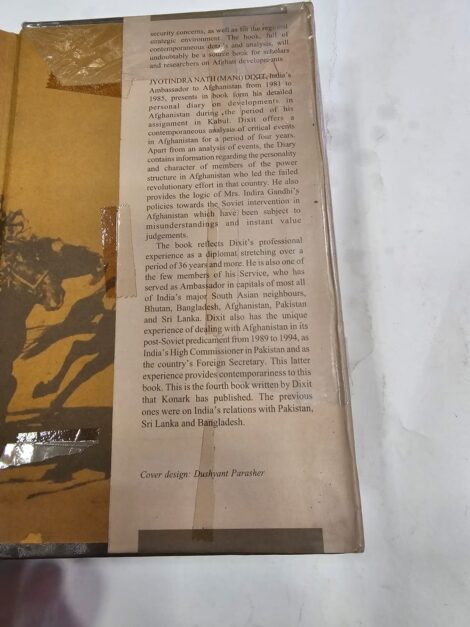 security concerns, as well as for the regional
strategic environment. The book, full of
contemporaneous data's and analysis, will
undoubtedly be a source book for scholars
and researchers on Afghan developments.
JYOTINDRA NATH (MANI) DIXIT, India's
Ambassador to Afghanistan from 1981 to
1985, presents in book form his detailed
personal diary on developments in
Afghanistan during the period of his
assignment in Kabul. Dixit offers a
contemporaneous analysis of critical events
in Afghanistan for a period of four years.
Apart from an analysis of events, the Diary
contains information regarding the personality
and character of members of the power
structure in Afghanistan who led the failed
revolutionary effort in that country. He also
provides the logic of Mrs. Indira Gandhi's
policies towards the Soviet intervention in
Afghanistan which have been subject to
misunderstandings and instant value
judgements.
The book reflects Dixit's professional
experience as a diplomat stretching over a
period of 36 years and more. He is also one of
the few members of his Service, who has
served as Ambassador in capitals of most all
of India's major South Asian neighbours,
Bhutan, Bangladesh, Afghanistan, Pakistan
and Sri Lanka. Dixit also has the unique
experience of dealing with Afghanistan in its
post-Soviet predicament from 1989 to 1994, as
India's High Commissioner in Pakistan and as
the country's Foreign Secretary. This latter
experience provides contemporariness to this
book. This is the fourth book written by Dixit
that Konark has published. The previous
ones were on India's relations with Pakistan,
Sri Lanka and Bangladesh.
Cover design: Dushyant Parasher